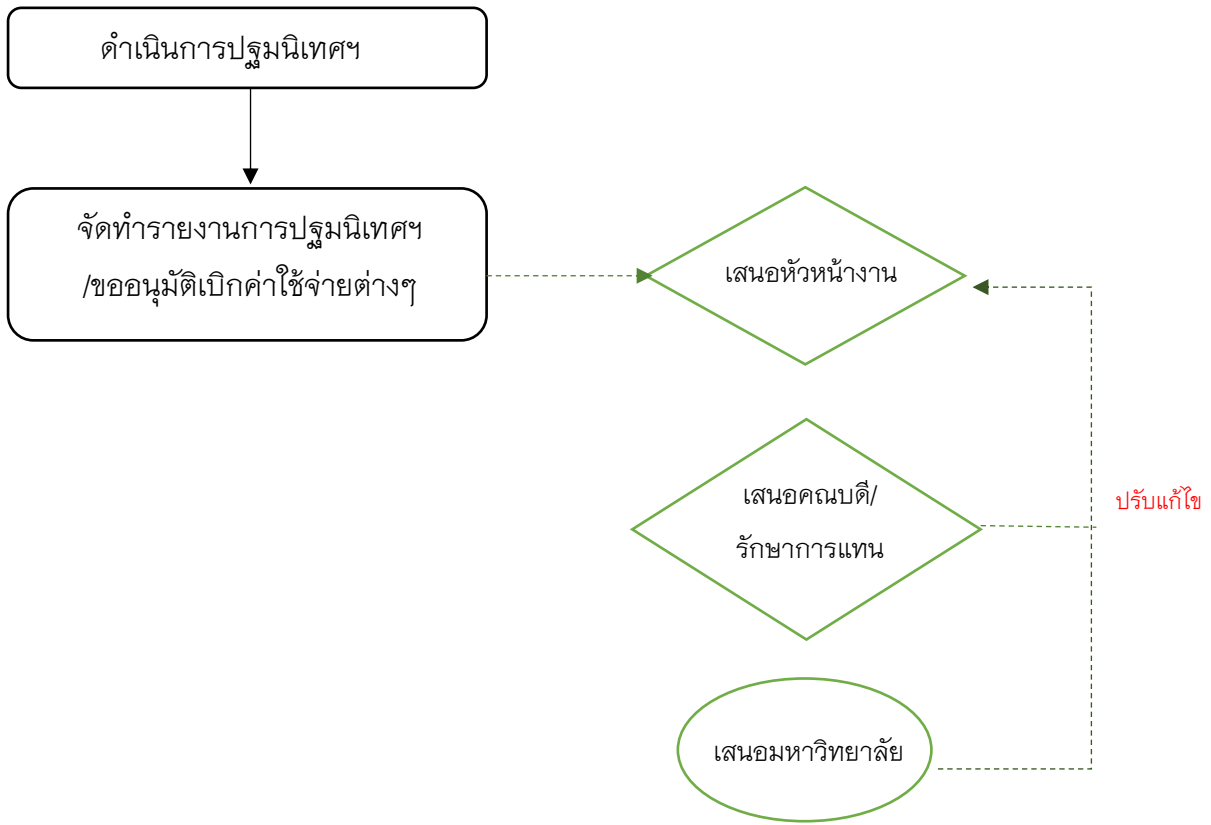 ดำเนินการปฐมนิเทศฯ
จัดทำรายงานการปฐมนิเทศฯ
/ขออนุมัติเบิกค่าใช้จ่ายต่างๆ
เสนอหัวหน้างาน
เสนอคณบดี/
รักษาการแทน
ปรับแก้ไข
เสนอมหาวิทยาลัย